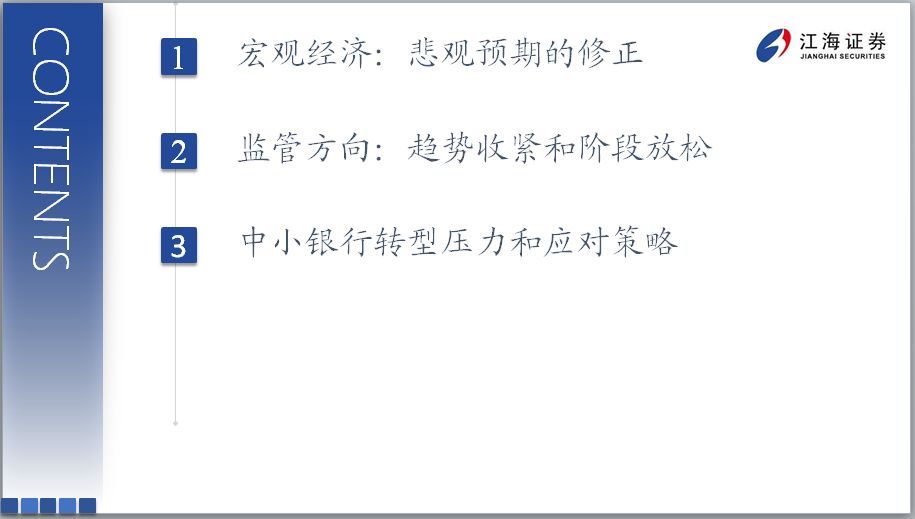 CONTENTS
1 宏观经济：悲观预期的修正
江海证券
JIANGHAI SECURITIES
2 监管方向：趋势收紧和阶段放松
3 中小银行转型压力和应对策略